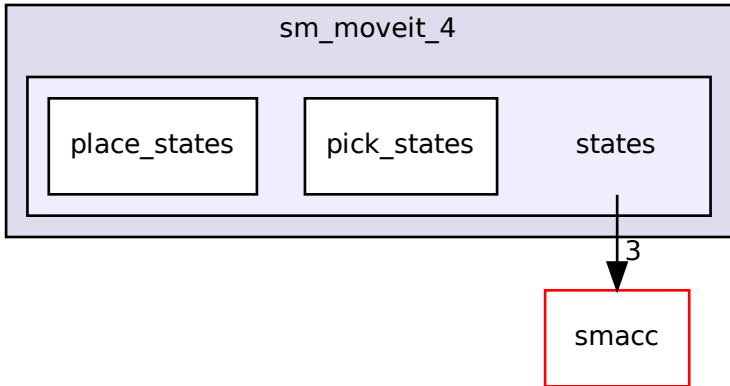 sm_moveit_4
place_states
pick_states
states
3
smacc